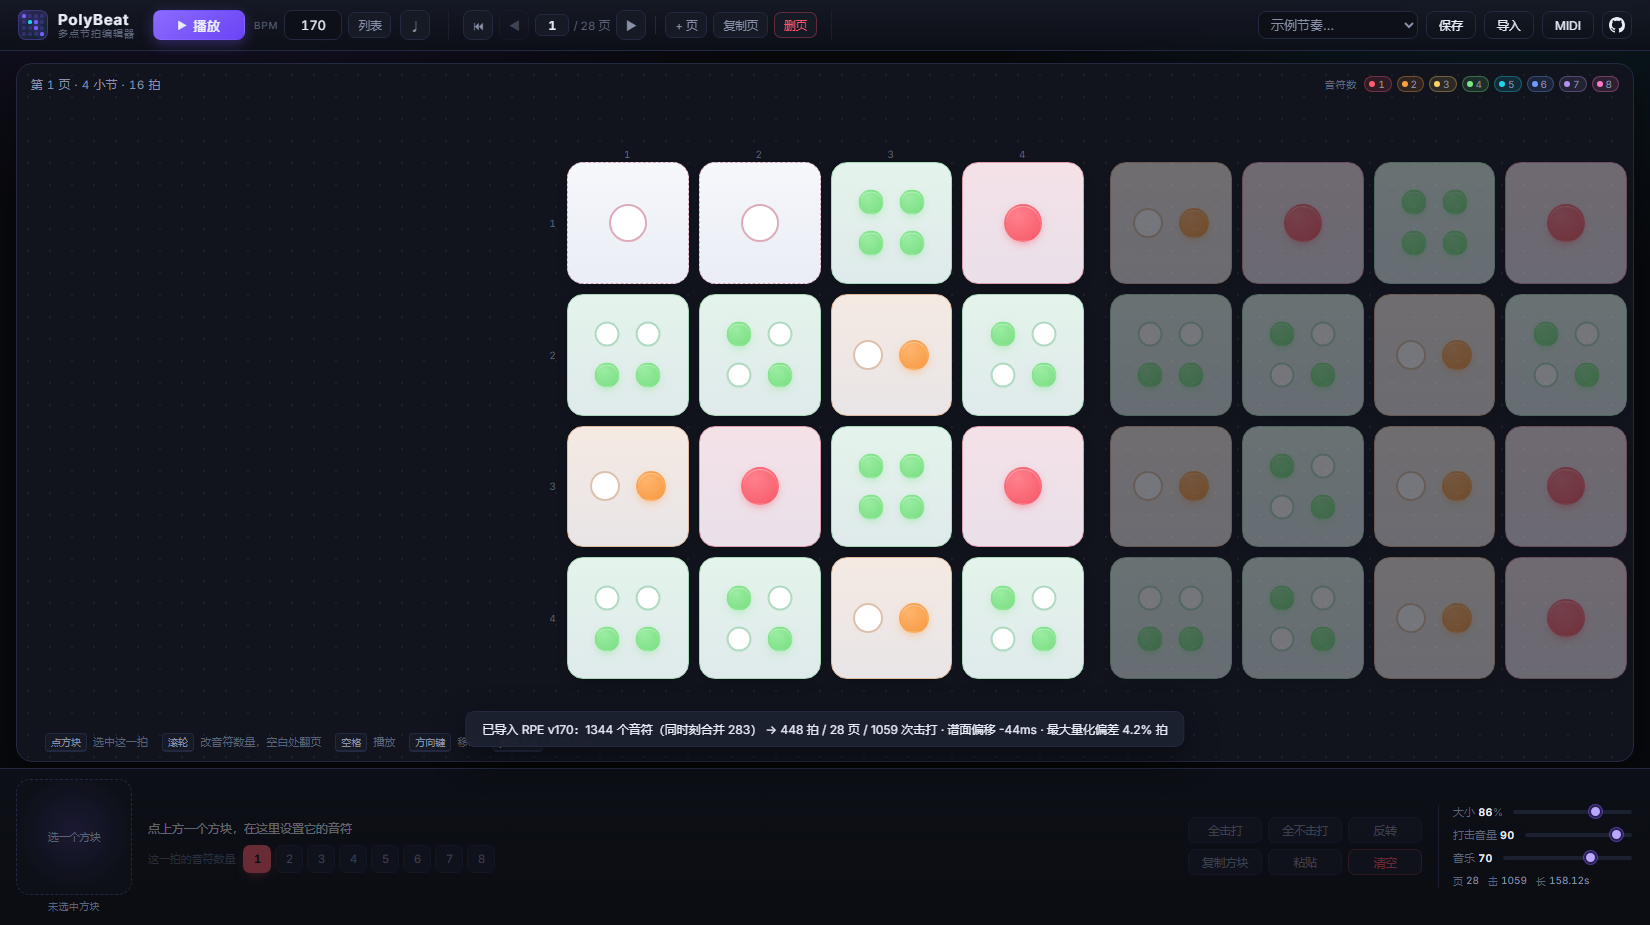 PolyBeat
多点节拍编辑器
▶ 播放
BPM 170 列表 ♩
⏮ ◀ 1 / 28 页 ▶
+ 页 复制页 删页
示例节奏...
保存 导入 MIDI
第 1 页 · 4 小节 · 16 拍
音符数 1 2 3 4 5 6 7 8
1 2 3 4
1
2
3
4
点方块 选中这一拍 滚轮 改音符数量，空白处翻页 空格 播放 方向键
已导入 RPE v170：1344 个音符（同时刻合并 283） → 448 拍 / 28 页 / 1059 次击打 · 谱面偏移 -44ms · 最大量化偏差 4.2% 拍
选一个方块
未选中方块
点上方一个方块，在这里设置它的音符
这一拍的音符数量 1 2 3 4 5 6 7 8
全击打 全不击打 反转
复制方块 粘贴 清空
大小 86%
打击音量 90
音乐 70
页 28 击 1059 长 158.12s